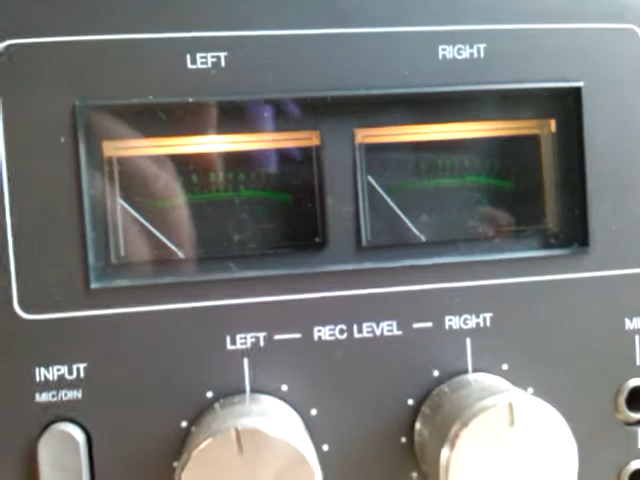 LEFT RIGHT
LEFT — REC LEVEL — RIGHT
INPUT
MIC/DIN